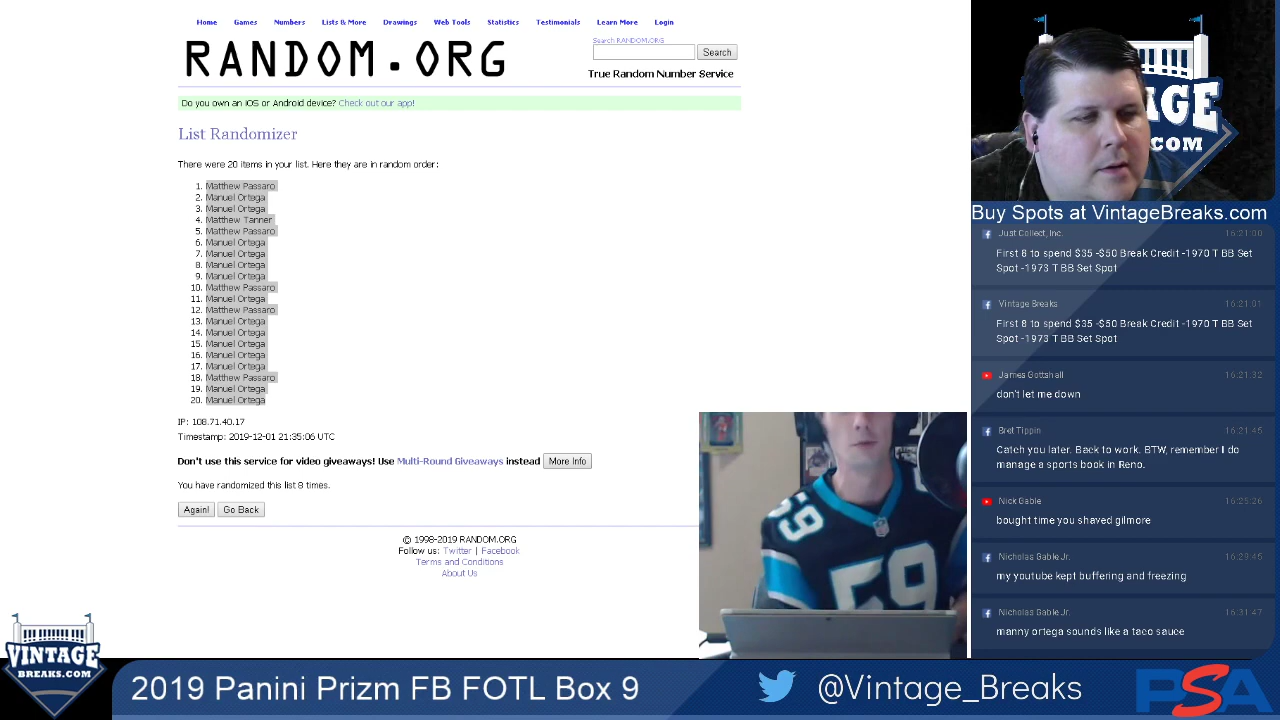 Home Games Numbers Lists & More Drawings Web Tools Statistics Testimonials Learn More Login
RANDOM.ORG
Search RANDOM.ORG
Search
True Random Number Service
Do you own an iOS or Android device? Check out our app!
List Randomizer
There were 20 items in your list. Here they are in random order:
1. Matthew Passaro
2. Manuel Ortega
3. Manuel Ortega
4. Matthew Tanner
5. Matthew Passaro
6. Manuel Ortega
7. Manuel Ortega
8. Manuel Ortega
9. Manuel Ortega
10. Matthew Passaro
11. Manuel Ortega
12. Matthew Passaro
13. Manuel Ortega
14. Manuel Ortega
15. Manuel Ortega
16. Manuel Ortega
17. Manuel Ortega
18. Matthew Passaro
19. Manuel Ortega
20. Manuel Ortega
IP: 108.71.40.17
Timestamp: 2019-12-01 21:35:06 UTC
Don't use this service for video giveaways! Use Multi-Round Giveaways instead More Info
You have randomized this list 8 times.
Again! Go Back
© 1998-2019 RANDOM.ORG
Follow us: Twitter | Facebook
Terms and Conditions
About Us
59
59
Buy Spots at VintageBreaks.com
Just Collect, Inc. 16:21:00
First 8 to spend $35 -$50 Break Credit -1970 T BB Set
Spot -1973 T BB Set Spot
Vintage Breaks 16:21:01
First 8 to spend $35 -$50 Break Credit -1970 T BB Set
Spot -1973 T BB Set Spot
James Gottshall 16:21:32
don't let me down
Bret Tippin 16:21:45
Catch you later. Back to work. BTW, remember I do
manage a sports book in Reno.
Nick Gable 16:25:26
bought time you shaved gilmore
Nicholas Gable Jr. 16:29:45
my youtube kept buffering and freezing
Nicholas Gable Jr. 16:31:47
manny ortega sounds like a taco sauce
VINTAGE
BREAKS.COM
2019 Panini Prizm FB FOTL Box 9
@Vintage_Breaks
PSA